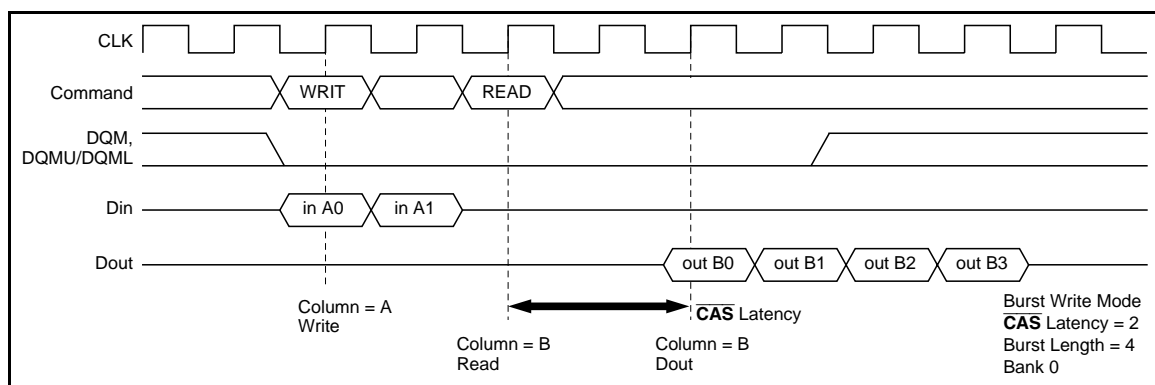 CLK
Command
WRIT
READ
DQM,
DQMU/DQML
Din
in A0
in A1
Dout
out B0
out B1
out B2
out B3
Column = A
Write
CAS Latency
Column = B
Read
Column = B
Dout
Burst Write Mode
CAS Latency = 2
Burst Length = 4
Bank 0